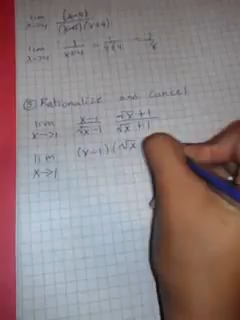 lim x→4 (x-4)/(x-4)(x+4)
lim x→4 1/x+4 = 1/4+4 = 1/8
② Rationalize and cancel
lim x→1 x-1/√x-1 √x+1/√x+1
lim x→1 (x-1)(√x